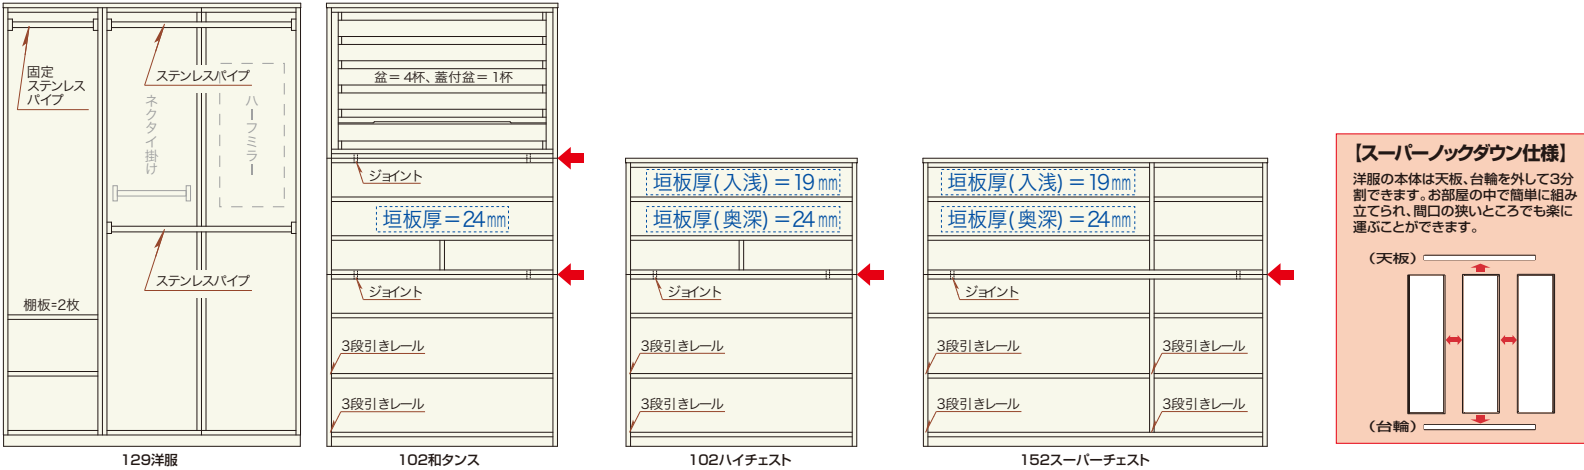 固定
ステンレス
パイプ
ステンレスパイプ
ネクタイ掛け
ハーフミラー
ステンレスパイプ
棚板=2枚
129洋服
盆=4杯、蓋付盆=1杯
ジョイント
垣板厚=24㎜
ジョイント
3段引きレール
3段引きレール
102和タンス
垣板厚(入浅)=19㎜
垣板厚(奥深)=24㎜
ジョイント
3段引きレール
3段引きレール
102ハイチェスト
垣板厚(入浅)=19㎜
垣板厚(奥深)=24㎜
ジョイント
3段引きレール
3段引きレール
3段引きレール
3段引きレール
152スーパーチェスト
【スーパーノックダウン仕様】
洋服の本体は天板、台輪を外して3分
割できます。お部屋の中で簡単に組み
立てられ、間口の狭いところでも楽に
運ぶことができます。
(天板)
(台輪)